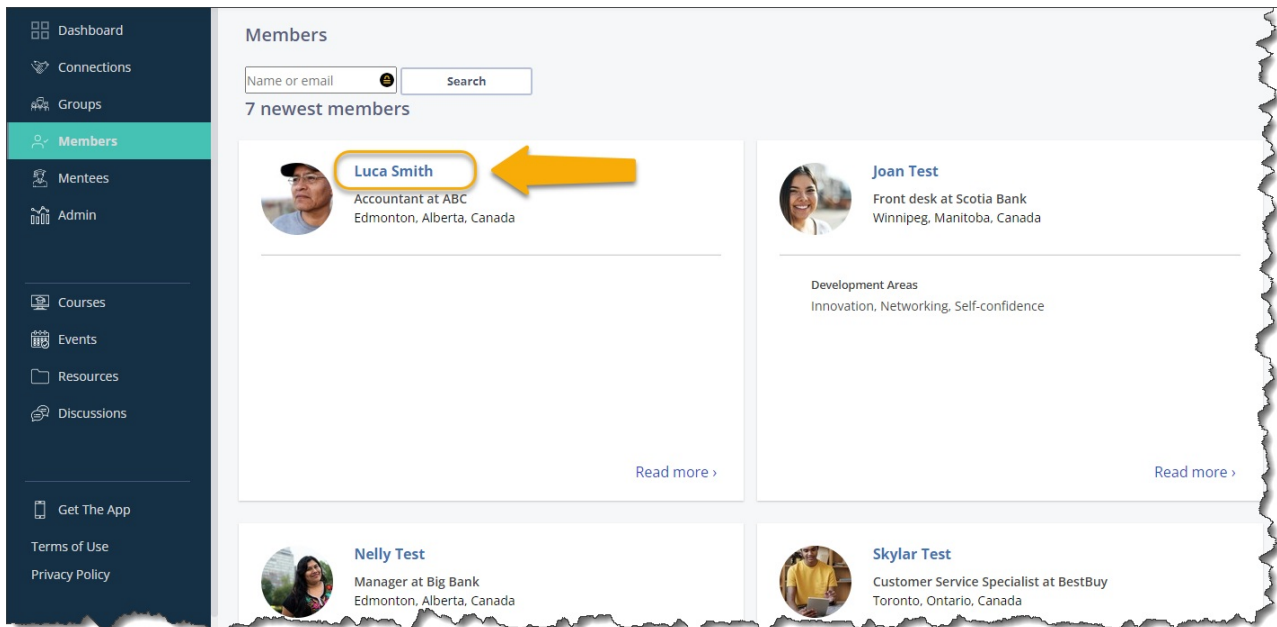 Dashboard
Connections
Groups
Members
Mentees
Admin
Courses
Events
Resources
Discussions
Get The App
Terms of Use
Privacy Policy
Members
Name or email
Search
7 newest members
Luca Smith
Accountant at ABC
Edmonton, Alberta, Canada
Read more ›
Joan Test
Front desk at Scotia Bank
Winnipeg, Manitoba, Canada
Development Areas
Innovation, Networking, Self-confidence
Read more ›
Nelly Test
Manager at Big Bank
Edmonton, Alberta, Canada
Skylar Test
Customer Service Specialist at BestBuy
Toronto, Ontario, Canada